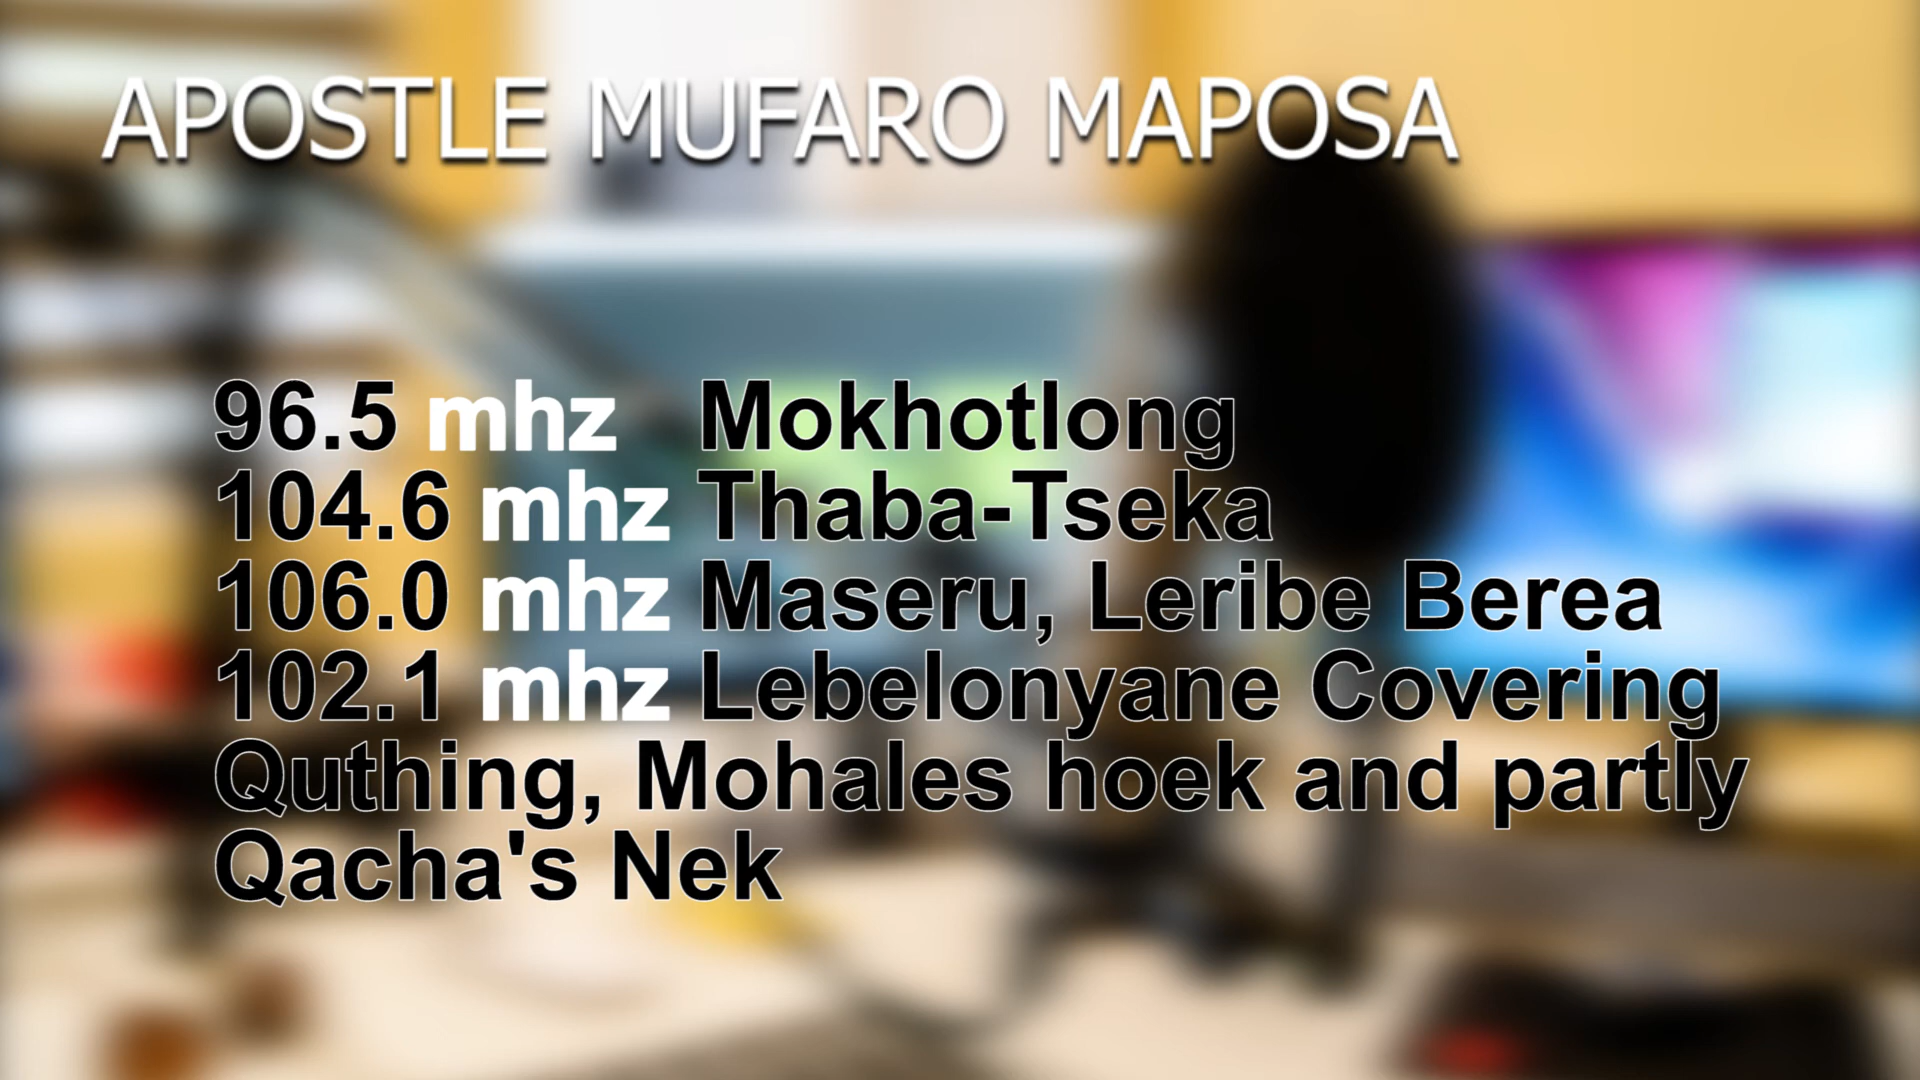 APOSTLE MUFARO MAPOSA
96.5 mhz Mokhotlong
104.6 mhz Thaba-Tseka
106.0 mhz Maseru, Leribe Berea
102.1 mhz Lebelonyane Covering
Quthing, Mohales hoek and partly
Qacha's Nek